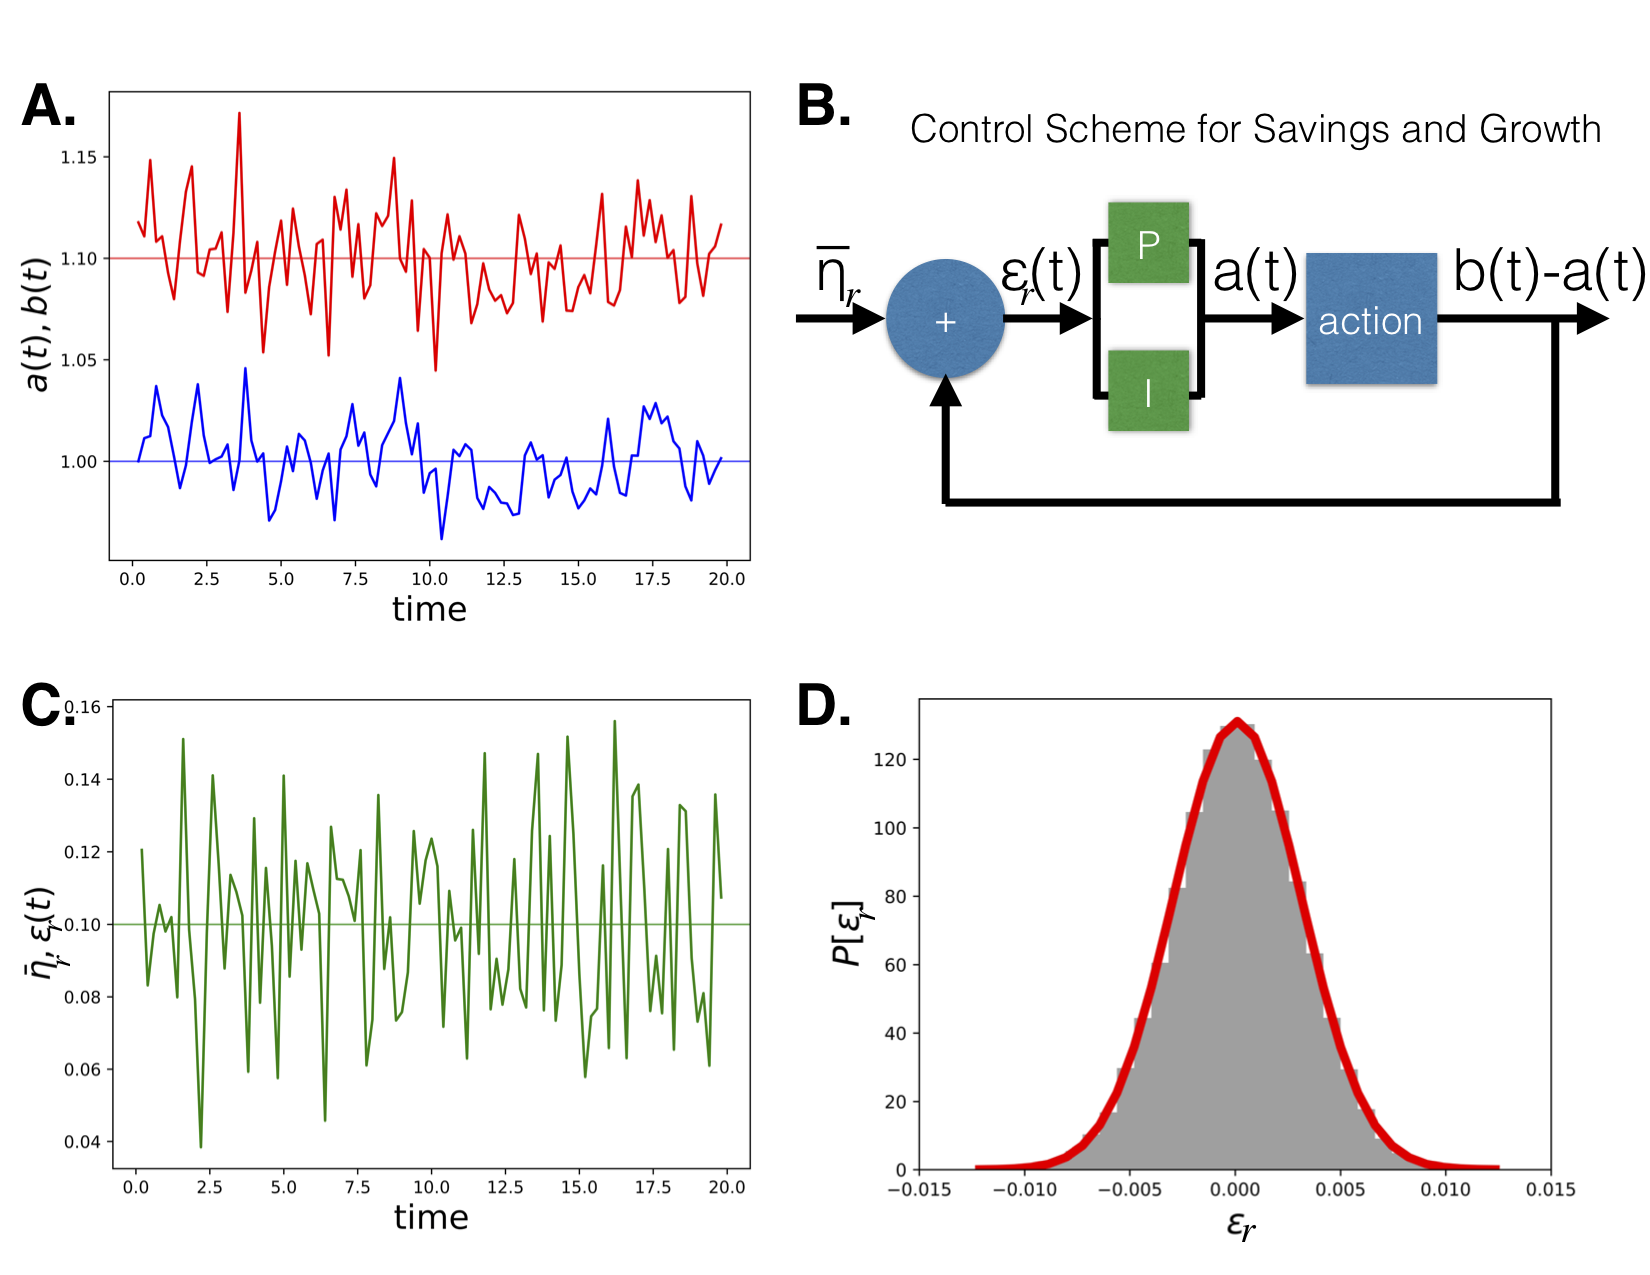 A.
a(t), b(t)
1.15
1.10
1.05
1.00
0.0 2.5 5.0 7.5 10.0 12.5 15.0 17.5 20.0
time
B.
Control Scheme for Savings and Growth
η̅r
+
εr(t)
P
I
a(t)
action
b(t)-a(t)
C.
η̄r, εr(t)
0.16
0.14
0.12
0.10
0.08
0.06
0.04
0.0 2.5 5.0 7.5 10.0 12.5 15.0 17.5 20.0
time
D.
P[εr]
120
100
80
60
40
20
0
−0.015 −0.010 −0.005 0.000 0.005 0.010 0.015
εr